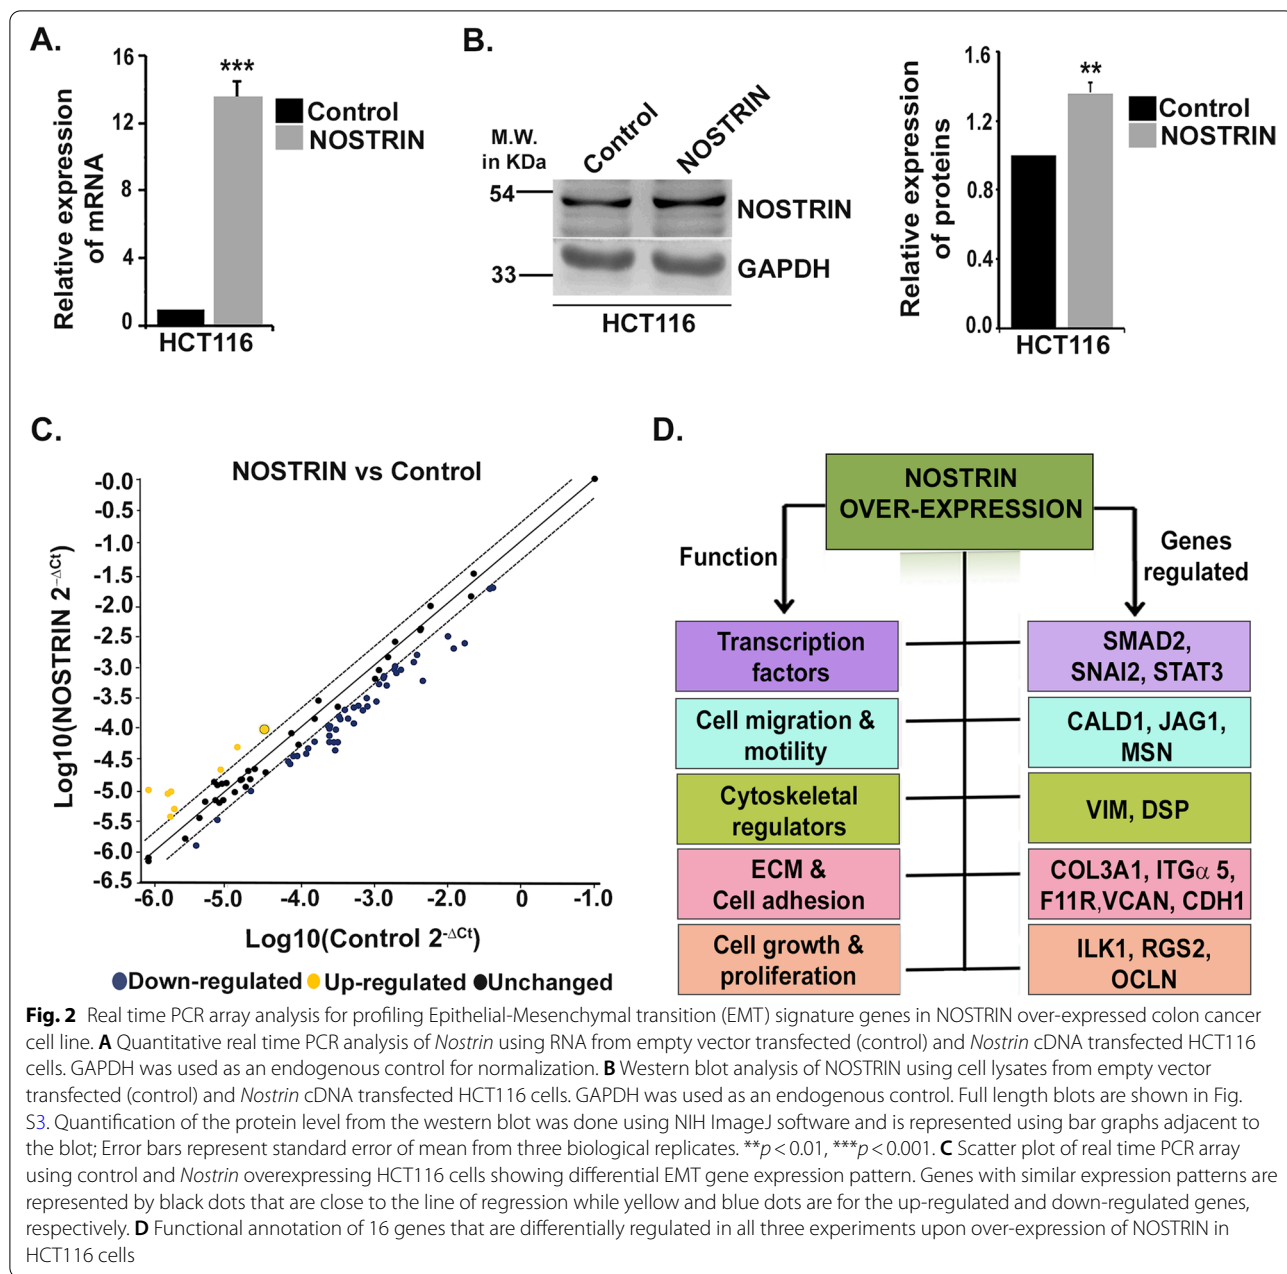 A.
16
12
8
4
0
Relative expression
of mRNA
***
Control
NOSTRIN
HCT116
B.
M.W.
in KDa
Control
NOSTRIN
54
33
NOSTRIN
GAPDH
HCT116
1.6
1.2
0.8
0.4
0.0
Relative expression
of proteins
**
Control
NOSTRIN
HCT116
C.
NOSTRIN vs Control
-0.0
-0.5
-1.0
-1.5
-2.0
-2.5
-3.0
-3.5
-4.0
-4.5
-5.0
-5.5
-6.0
-6.5
Log10(NOSTRIN 2^-ΔCt)
-6.0 -5.0 -4.0 -3.0 -2.0 -1.0
Log10(Control 2^-ΔCt)
Down-regulated Up-regulated Unchanged
D.
NOSTRIN
OVER-EXPRESSION
Function
Genes
regulated
Transcription
factors
SMAD2,
SNAI2, STAT3
Cell migration &
motility
CALD1, JAG1,
MSN
Cytoskeletal
regulators
VIM, DSP
ECM &
Cell adhesion
COL3A1, ITGα 5,
F11R,VCAN, CDH1
Cell growth &
proliferation
ILK1, RGS2,
OCLN
Fig. 2 Real time PCR array analysis for profiling Epithelial-Mesenchymal transition (EMT) signature genes in NOSTRIN over-expressed colon cancer
cell line. A Quantitative real time PCR analysis of Nostrin using RNA from empty vector transfected (control) and Nostrin cDNA transfected HCT116
cells. GAPDH was used as an endogenous control for normalization. B Western blot analysis of NOSTRIN using cell lysates from empty vector
transfected (control) and Nostrin cDNA transfected HCT116 cells. GAPDH was used as an endogenous control. Full length blots are shown in Fig.
S3. Quantification of the protein level from the western blot was done using NIH ImageJ software and is represented using bar graphs adjacent to
the blot; Error bars represent standard error of mean from three biological replicates. **p < 0.01, ***p < 0.001. C Scatter plot of real time PCR array
using control and Nostrin overexpressing HCT116 cells showing differential EMT gene expression pattern. Genes with similar expression patterns are
represented by black dots that are close to the line of regression while yellow and blue dots are for the up-regulated and down-regulated genes,
respectively. D Functional annotation of 16 genes that are differentially regulated in all three experiments upon over-expression of NOSTRIN in
HCT116 cells